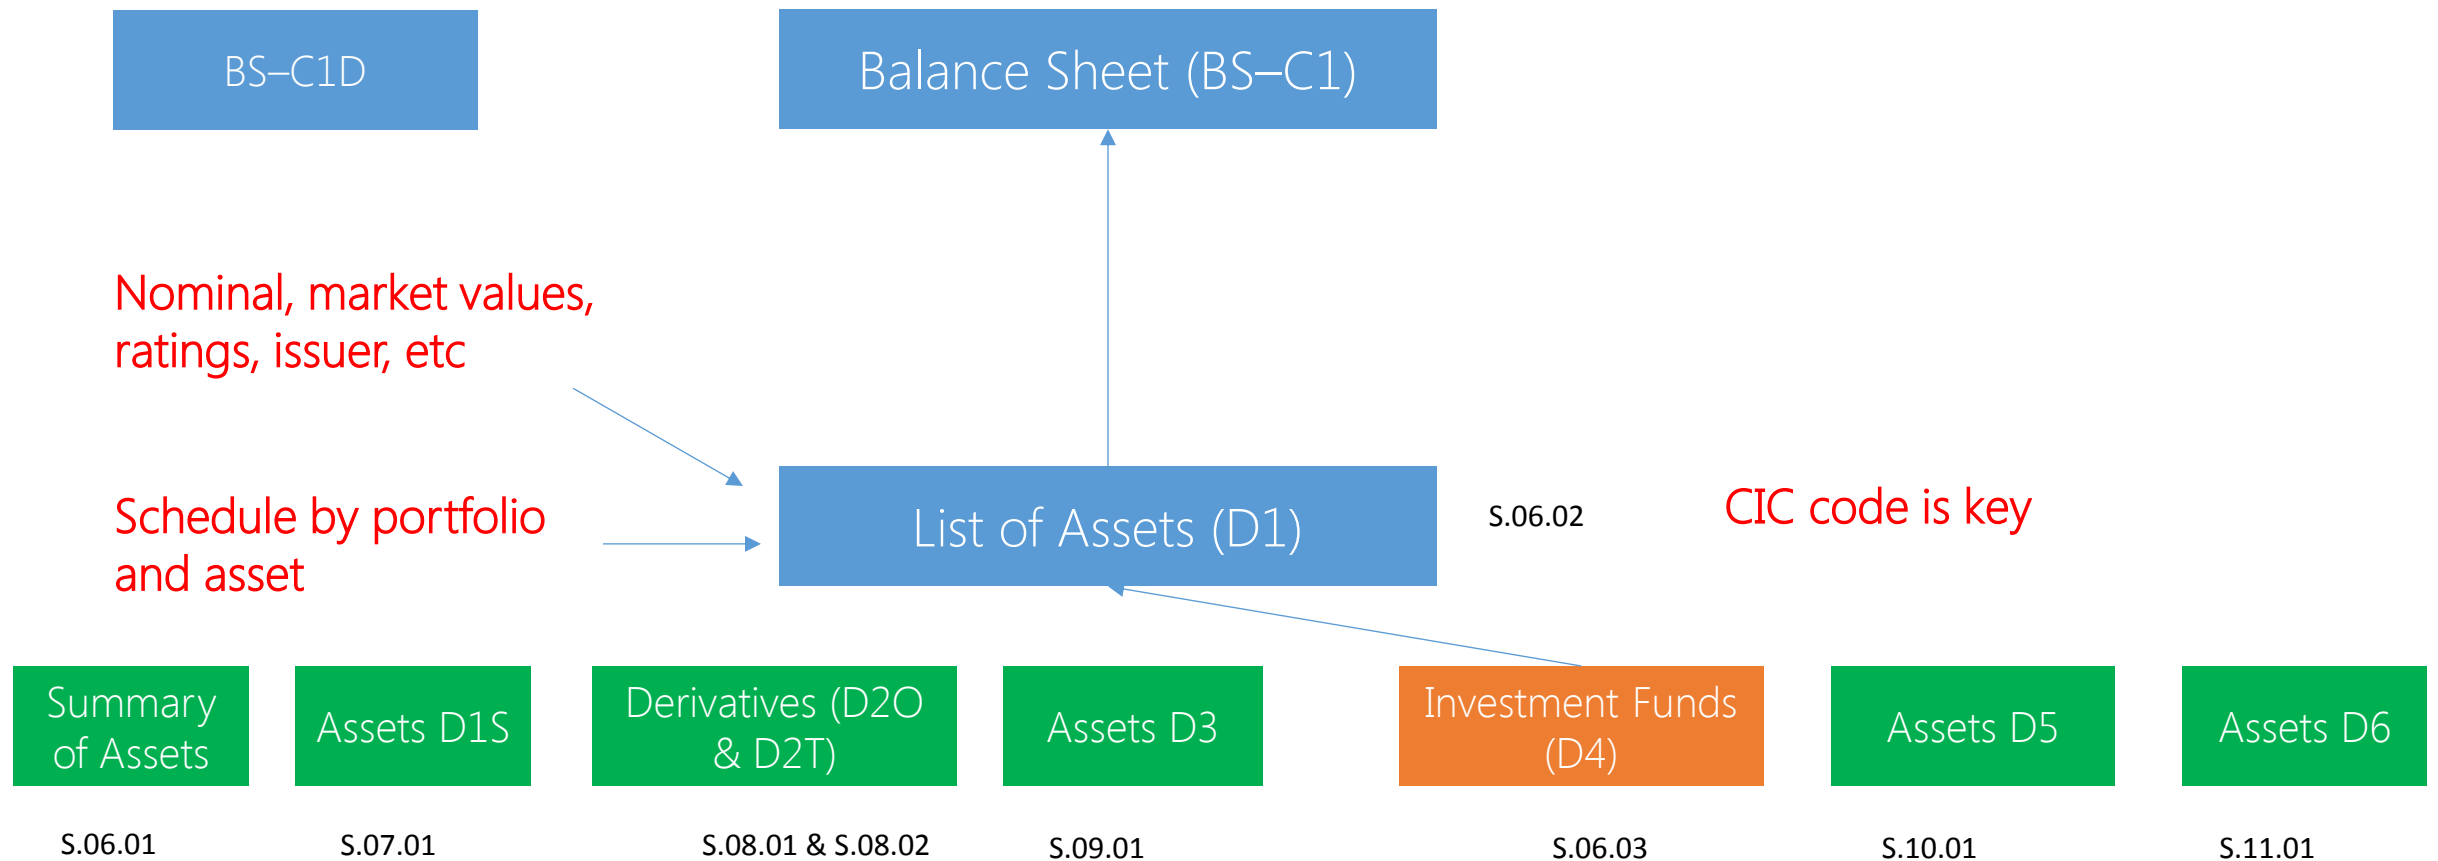 BS–C1D
Balance Sheet (BS–C1)
Nominal, market values,
ratings, issuer, etc
Schedule by portfolio
and asset
List of Assets (D1)
S.06.02
CIC code is key
Summary
of Assets
Assets D1S
Derivatives (D2O
& D2T)
Assets D3
Investment Funds
(D4)
Assets D5
Assets D6
S.06.01
S.07.01
S.08.01 & S.08.02
S.09.01
S.06.03
S.10.01
S.11.01